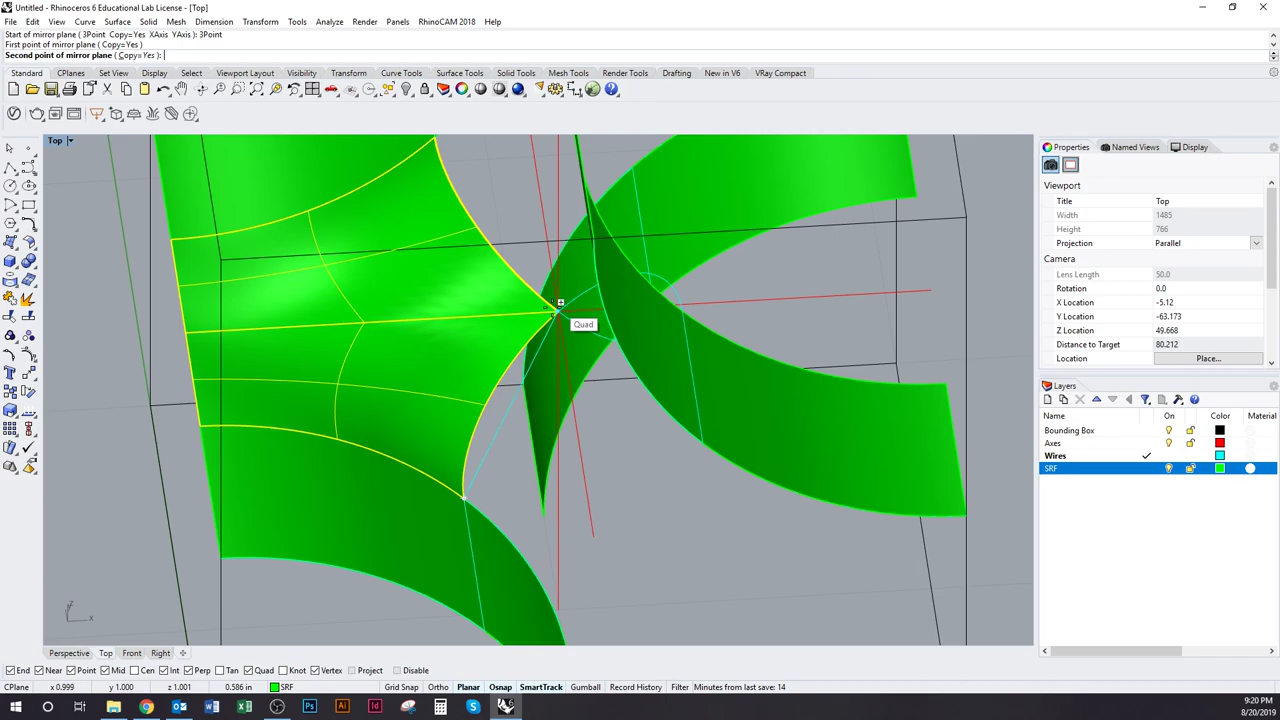 Untitled - Rhinoceros 6 Educational Lab License - [Top]
File Edit View Curve Surface Solid Mesh Dimension Transform Tools Analyze Render Panels RhinoCAM 2018 Help
Start of mirror plane ( 3Point Copy=Yes XAxis YAxis ): 3Point
First point of mirror plane ( Copy=Yes )
Second point of mirror plane ( Copy=Yes ):
Standard CPlanes Set View Display Select Viewport Layout Visibility Transform Curve Tools Surface Tools Solid Tools Mesh Tools Render Tools Drafting New in V6 VRay Compact
Top
Quad
z
x
Properties Named Views Display
Viewport
Title Top
Width 1485
Height 766
Projection Parallel
Camera
Lens Length 50.0
Rotation 0.0
X Location -5.12
Y Location -63.173
Z Location 49.668
Distance to Target 80.212
Location Place...
Layers
Name On Color Material
Bounding Box
Axes
Wires
SRF
Perspective Top Front Right
End Near Point Mid Cen Int Perp Tan Quad Knot Vertex Project Disable
CPlane x 0.999 y 1.000 z 1.001 0.586 in SRF Grid Snap Ortho Planar Osnap SmartTrack Gumball Record History Filter Minutes from last save: 14
9:20 PM
8/20/2019